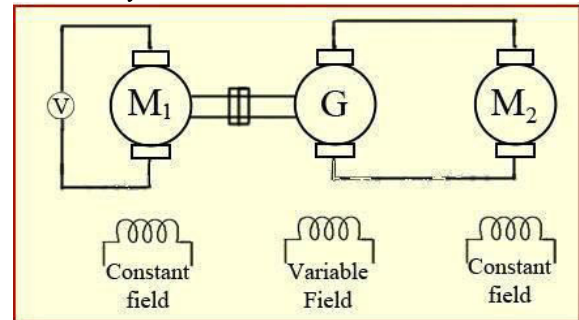 V M₁ G M₂
Constant Variable Constant
field Field field